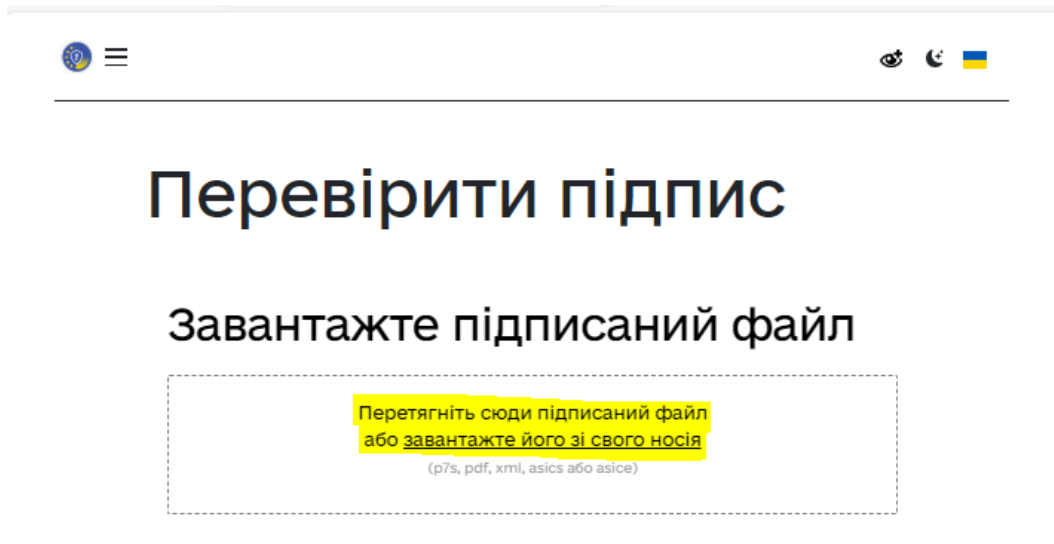 Перевірити підпис
Завантажте підписаний файл
Перетягніть сюди підписаний файл
або завантажте його зі свого носія
(p7s, pdf, xml, asics або asice)